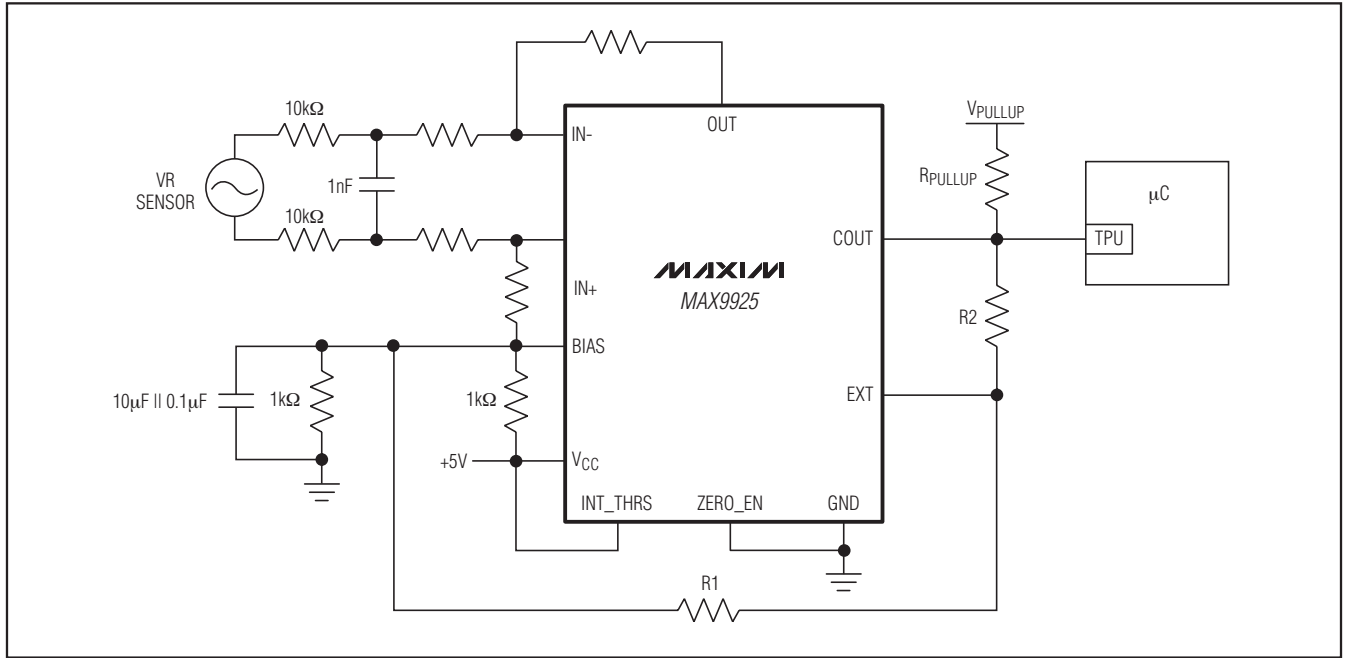 10kΩ
OUT
IN-
VPULLUP
RPULLUP
µC
VR
SENSOR
1nF
10kΩ
COUT
TPU
MAXIM
MAX9925
IN+
R2
BIAS
10µF || 0.1µF
1kΩ
1kΩ
EXT
+5V
VCC
INT_THRS
ZERO_EN
GND
R1